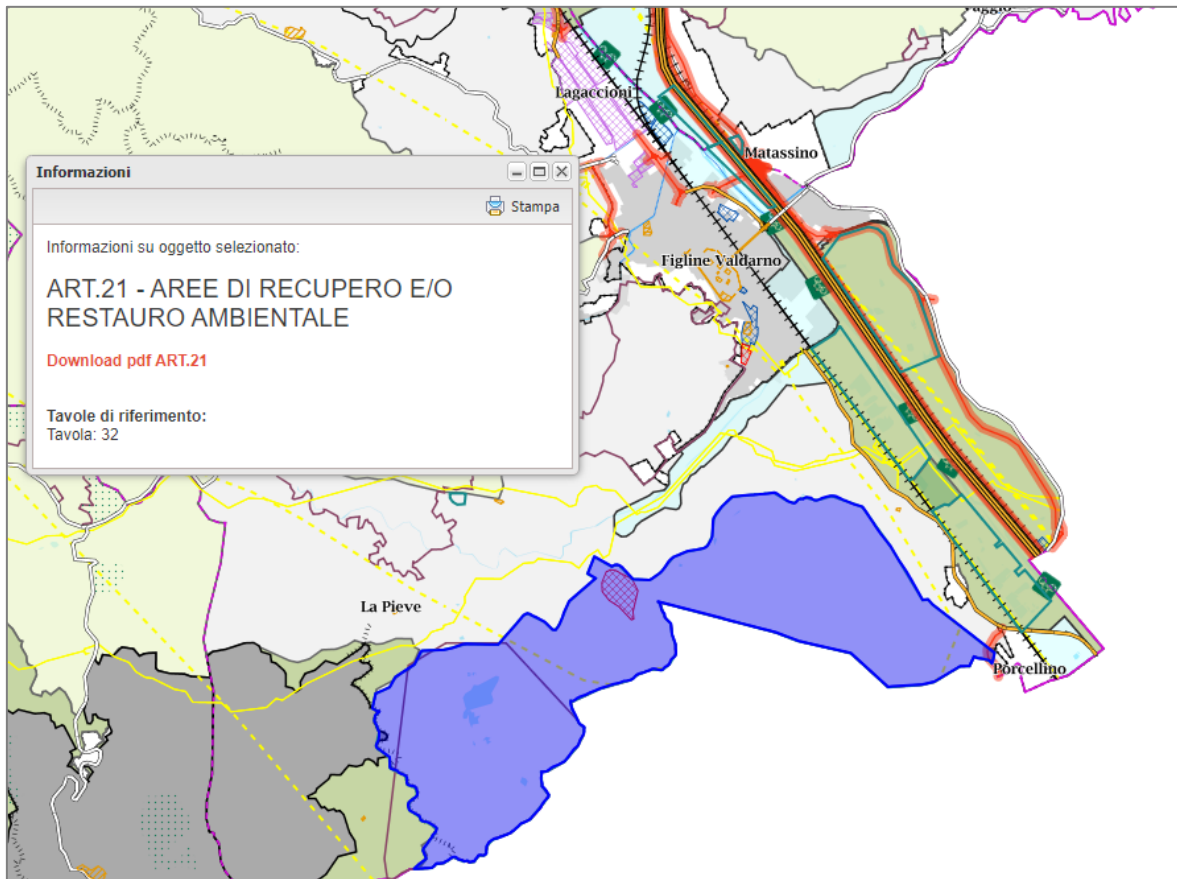 Vaggio
Lagaccioni
Matassino
Informazioni
Stampa
Informazioni su oggetto selezionato:
Figline Valdarno
ART.21 - AREE DI RECUPERO E/O
RESTAURO AMBIENTALE
Download pdf ART.21
Tavole di riferimento:
Tavola: 32
La Pieve
Porcellino